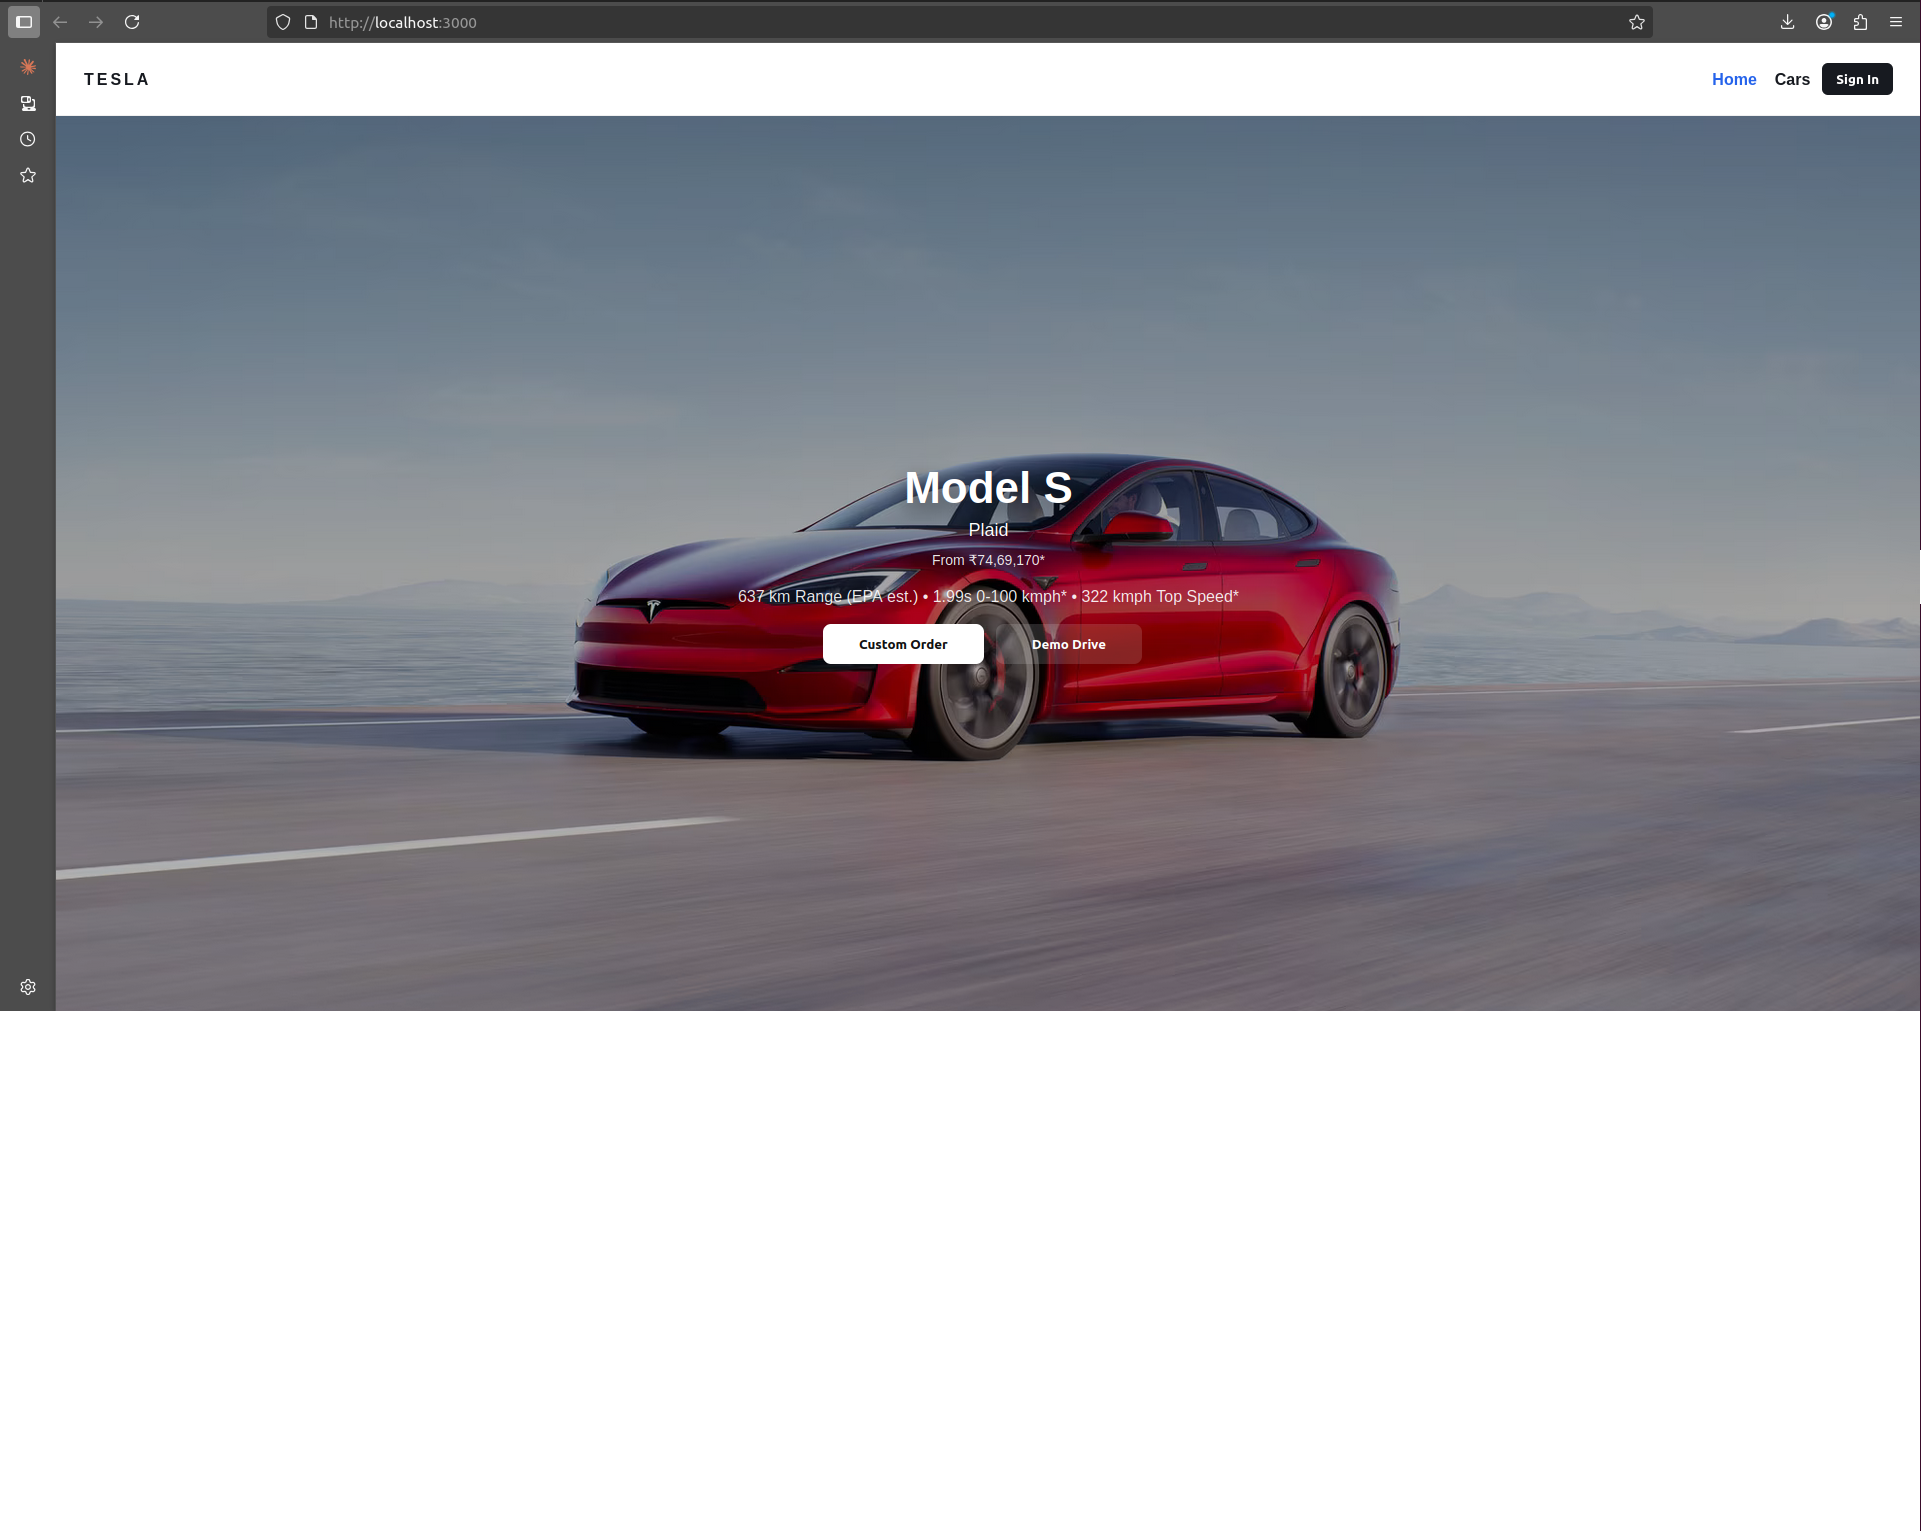 http://localhost:3000
TESLA
Home Cars Sign In
Model S
Plaid
From ₹74,69,170*
637 km Range (EPA est.) • 1.99s 0-100 kmph* • 322 kmph Top Speed*
Custom Order Demo Drive